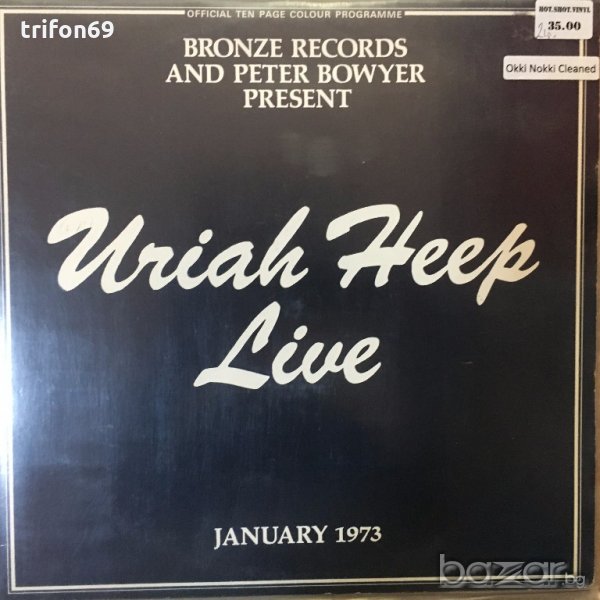 OFFICIAL TEN PAGE COLOUR PROGRAMME
trifon69
HOT.SHOT.VINYL
35.00
BRONZE RECORDS
AND PETER BOWYER
PRESENT
Okki Nokki Cleaned
Uriah Heep
Live
JANUARY 1973
bazar.bg